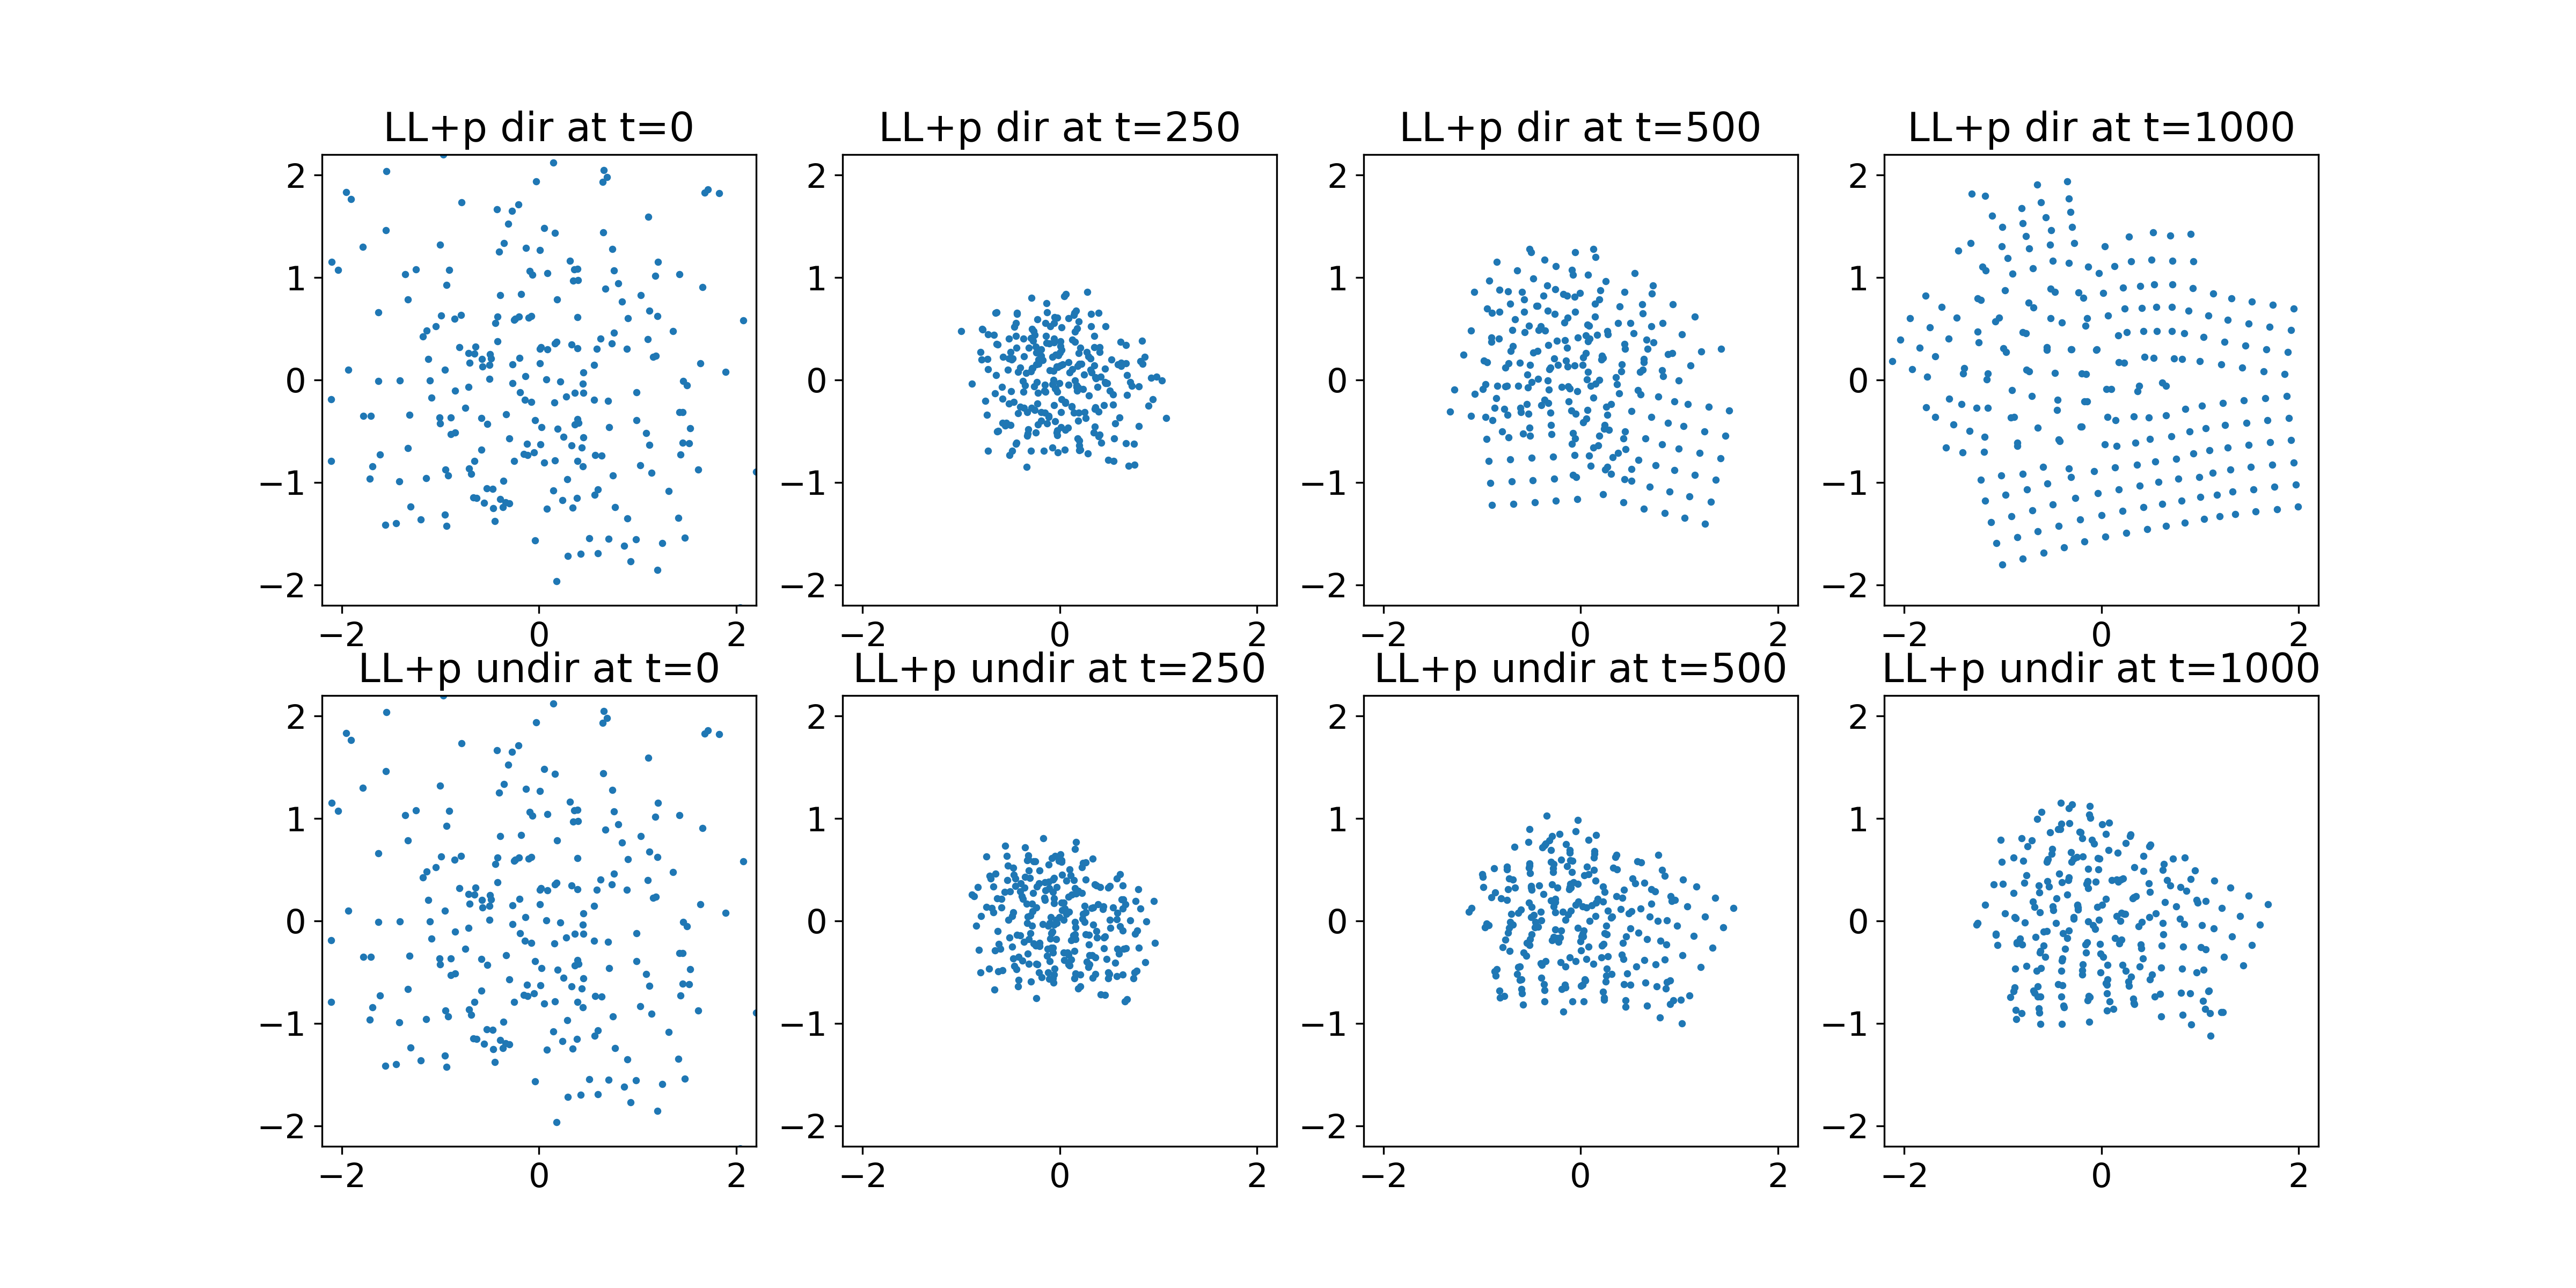 LL+p dir at t=0
LL+p dir at t=250
LL+p dir at t=500
LL+p dir at t=1000
2
1
0
−1
−2
−2 0 2
2
1
0
−1
−2
−2 0 2
2
1
0
−1
−2
−2 0 2
2
1
0
−1
−2
−2 0 2
LL+p undir at t=0
LL+p undir at t=250
LL+p undir at t=500
LL+p undir at t=1000
2
1
0
−1
−2
−2 0 2
2
1
0
−1
−2
−2 0 2
2
1
0
−1
−2
−2 0 2
2
1
0
−1
−2
−2 0 2